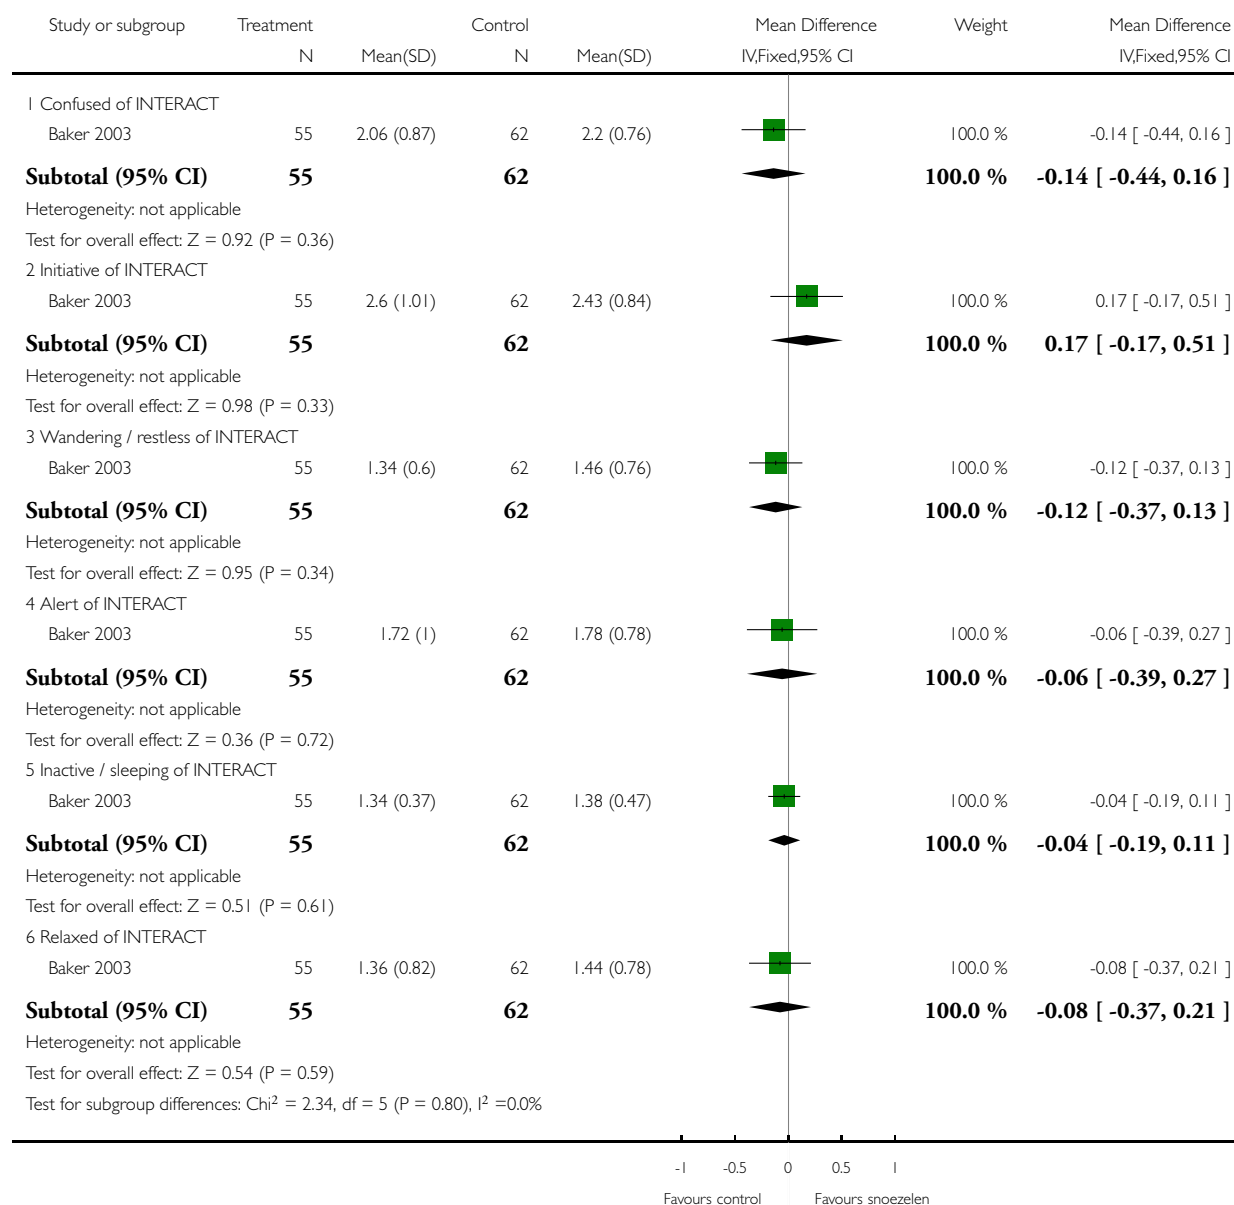 Study or subgroup Treatment Control Mean Difference Weight Mean Difference
N Mean(SD) N Mean(SD) IV,Fixed,95% CI IV,Fixed,95% CI
1 Confused of INTERACT
Baker 2003 55 2.06 (0.87) 62 2.2 (0.76) 100.0 % -0.14 [ -0.44, 0.16 ]
Subtotal (95% CI) 55 62 100.0 % -0.14 [ -0.44, 0.16 ]
Heterogeneity: not applicable
Test for overall effect: Z = 0.92 (P = 0.36)
2 Initiative of INTERACT
Baker 2003 55 2.6 (1.01) 62 2.43 (0.84) 100.0 % 0.17 [ -0.17, 0.51 ]
Subtotal (95% CI) 55 62 100.0 % 0.17 [ -0.17, 0.51 ]
Heterogeneity: not applicable
Test for overall effect: Z = 0.98 (P = 0.33)
3 Wandering / restless of INTERACT
Baker 2003 55 1.34 (0.6) 62 1.46 (0.76) 100.0 % -0.12 [ -0.37, 0.13 ]
Subtotal (95% CI) 55 62 100.0 % -0.12 [ -0.37, 0.13 ]
Heterogeneity: not applicable
Test for overall effect: Z = 0.95 (P = 0.34)
4 Alert of INTERACT
Baker 2003 55 1.72 (1) 62 1.78 (0.78) 100.0 % -0.06 [ -0.39, 0.27 ]
Subtotal (95% CI) 55 62 100.0 % -0.06 [ -0.39, 0.27 ]
Heterogeneity: not applicable
Test for overall effect: Z = 0.36 (P = 0.72)
5 Inactive / sleeping of INTERACT
Baker 2003 55 1.34 (0.37) 62 1.38 (0.47) 100.0 % -0.04 [ -0.19, 0.11 ]
Subtotal (95% CI) 55 62 100.0 % -0.04 [ -0.19, 0.11 ]
Heterogeneity: not applicable
Test for overall effect: Z = 0.51 (P = 0.61)
6 Relaxed of INTERACT
Baker 2003 55 1.36 (0.82) 62 1.44 (0.78) 100.0 % -0.08 [ -0.37, 0.21 ]
Subtotal (95% CI) 55 62 100.0 % -0.08 [ -0.37, 0.21 ]
Heterogeneity: not applicable
Test for overall effect: Z = 0.54 (P = 0.59)
Test for subgroup differences: Chi² = 2.34, df = 5 (P = 0.80), I² =0.0%
-1 -0.5 0 0.5 1
Favours control Favours snoezelen